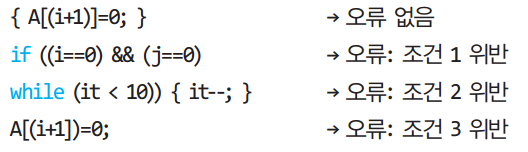 { A[(i+1)]=0; } → 오류 없음
if ((i==0) && (j==0) → 오류: 조건 1 위반
while (it < 10)) { it--; } → 오류: 조건 2 위반
A[(i+1])=0; → 오류: 조건 3 위반